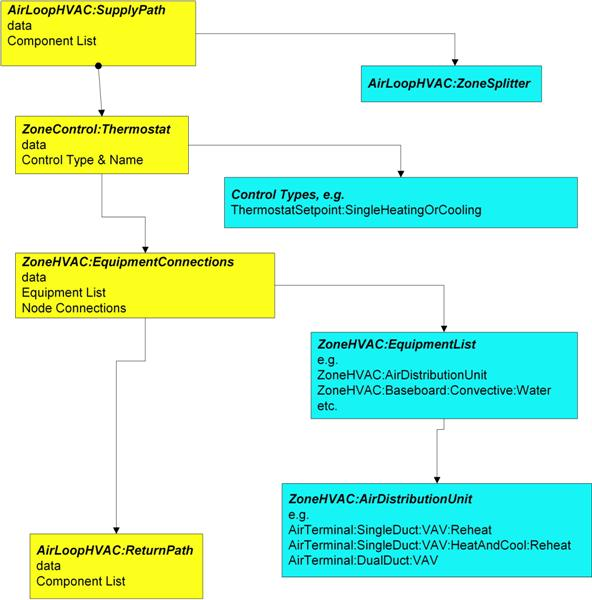 AirLoopHVAC:SupplyPath
data
Component List
AirLoopHVAC:ZoneSplitter
ZoneControl:Thermostat
data
Control Type & Name
Control Types, e.g.
ThermostatSetpoint:SingleHeatingOrCooling
ZoneHVAC:EquipmentConnections
data
Equipment List
Node Connections
ZoneHVAC:EquipmentList
e.g.
ZoneHVAC:AirDistributionUnit
ZoneHVAC:Baseboard:Convective:Water
etc.
ZoneHVAC:AirDistributionUnit
e.g.
AirTerminal:SingleDuct:VAV:Reheat
AirTerminal:SingleDuct:VAV:HeatAndCool:Reheat
AirTerminal:DualDuct:VAV
AirLoopHVAC:ReturnPath
data
Component List